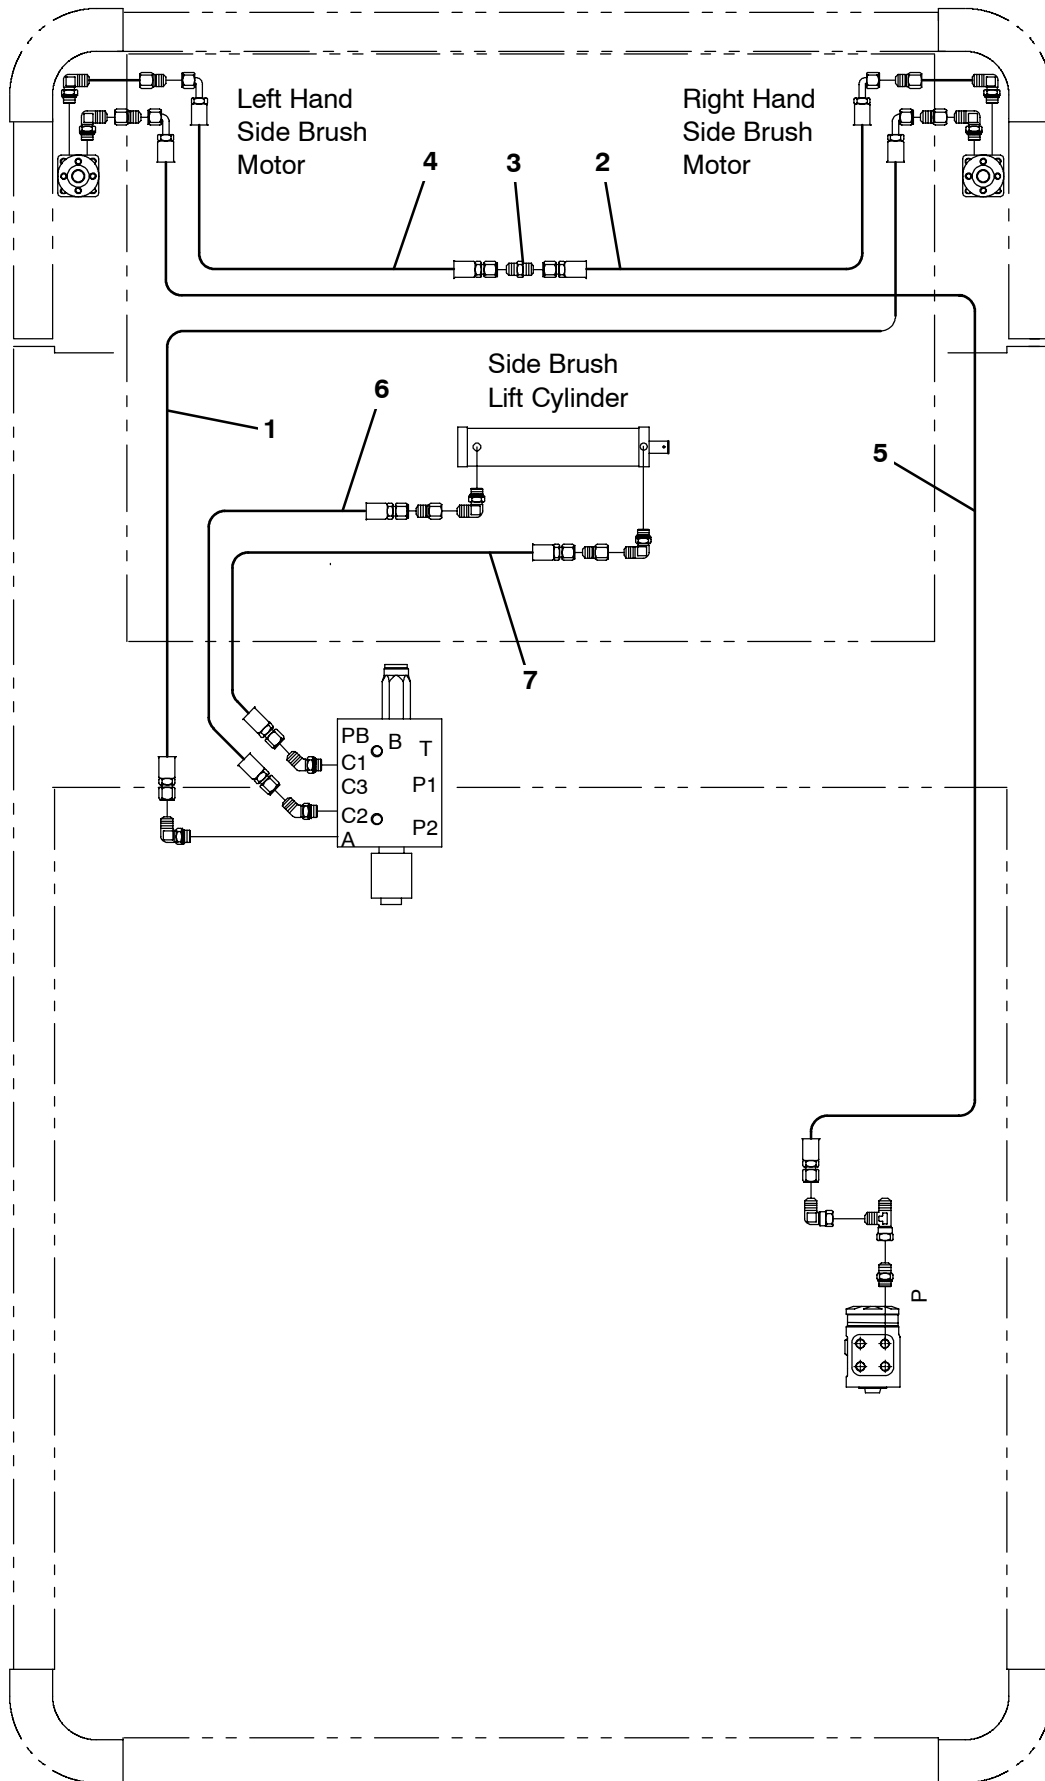 Left Hand
Side Brush
Motor
Right Hand
Side Brush
Motor
4
3
2
Side Brush
Lift Cylinder
6
1
5
7
PB
B
T
C1
C3
P1
C2
P2
A
P